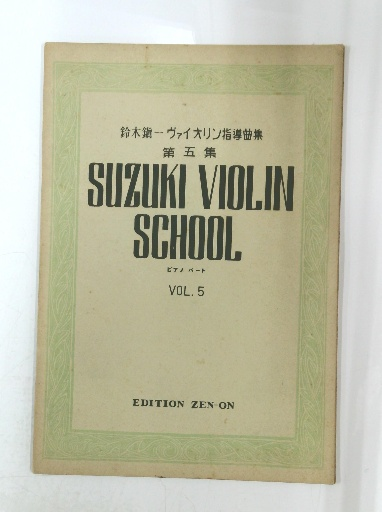 鈴木鎭一ヴァイオリン指導曲集
第五集
SUZUKI VIOLIN
SCHOOL
ピアノ パート
VOL. 5
EDITION ZEN-ON